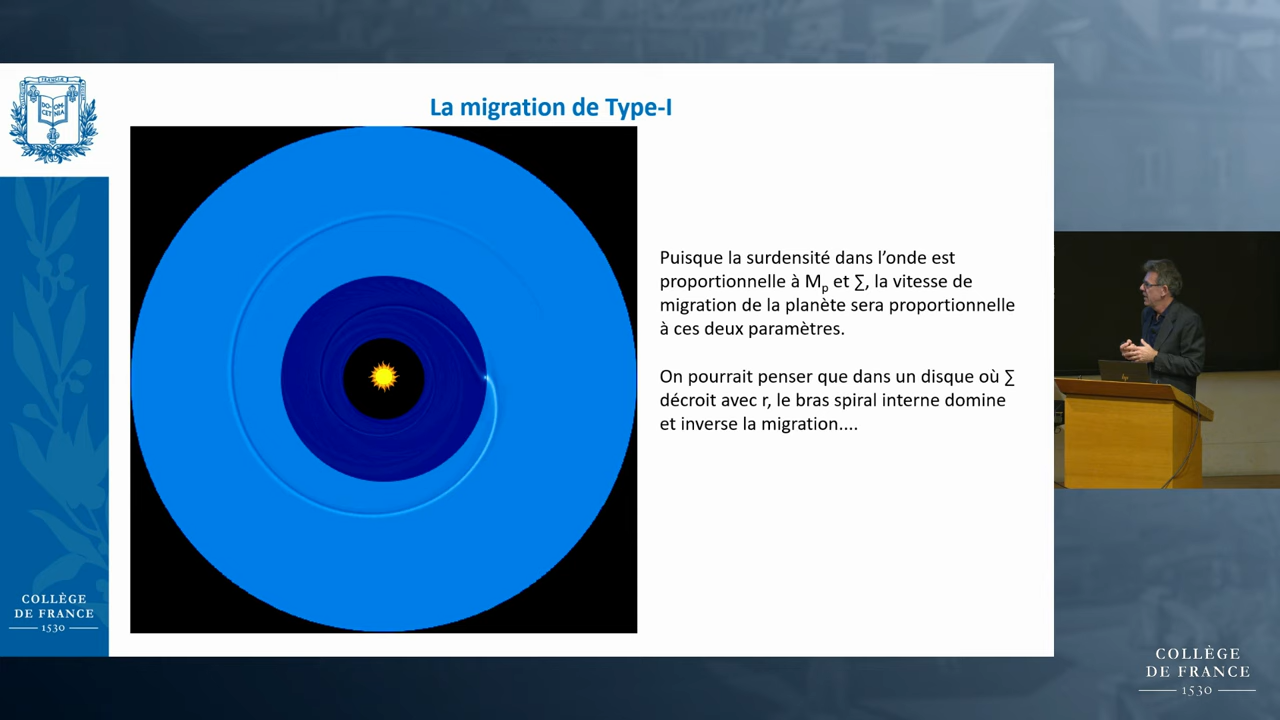 La migration de Type-I
Puisque la surdensité dans l’onde est
proportionnelle à Mp et ∑, la vitesse de
migration de la planète sera proportionnelle
à ces deux paramètres.
On pourrait penser que dans un disque où ∑
décroit avec r, le bras spiral interne domine
et inverse la migration....
COLLÈGE
DE FRANCE
1530
COLLÈGE
DE FRANCE
1530